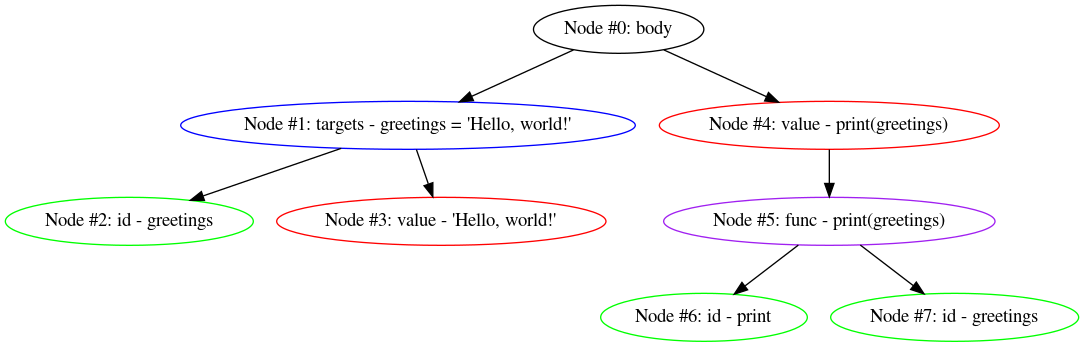 Node #0: body
Node #1: targets - greetings = 'Hello, world!'
Node #4: value - print(greetings)
Node #2: id - greetings
Node #3: value - 'Hello, world!'
Node #5: func - print(greetings)
Node #6: id - print
Node #7: id - greetings